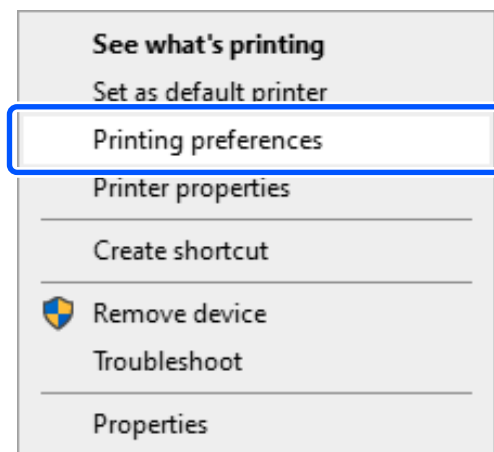 See what's printing
Set as default printer
Printing preferences
Printer properties
Create shortcut
Remove device
Troubleshoot
Properties